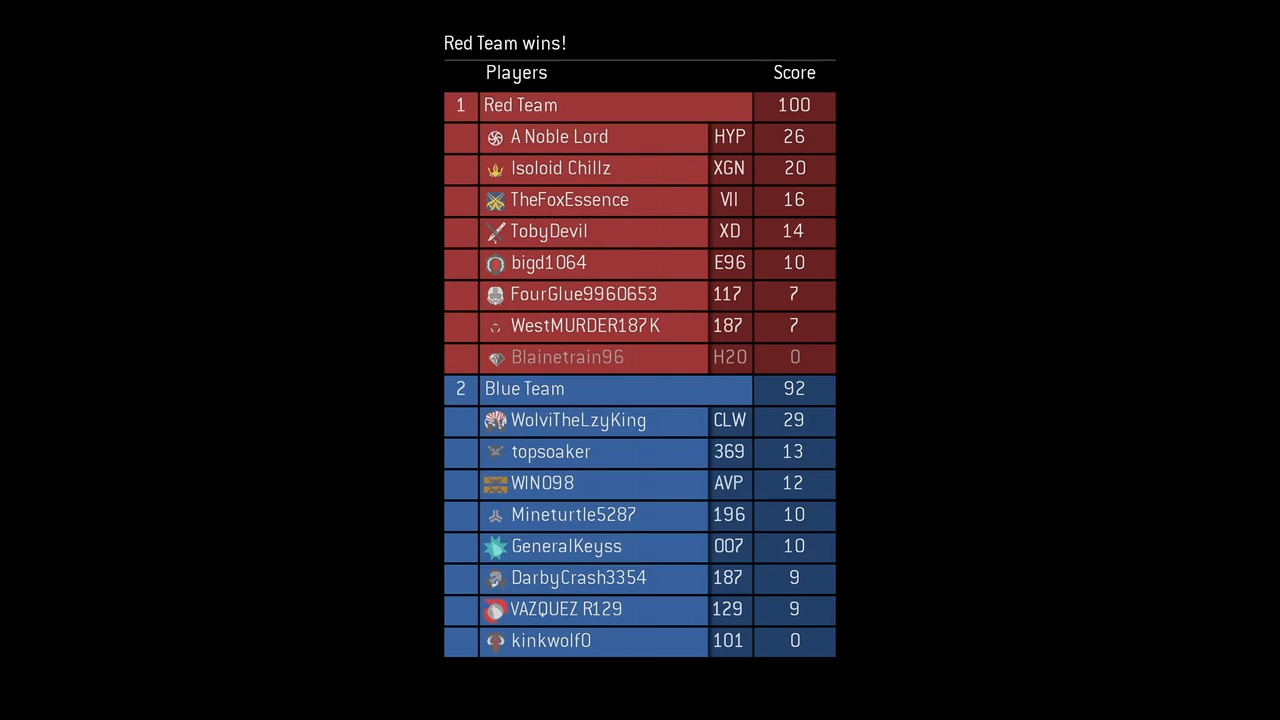 Red Team wins!
Players Score
1 Red Team 100
A Noble Lord HYP 26
Isoloid Chillz XGN 20
TheFoxEssence VII 16
TobyDevil XD 14
bigd1064 E96 10
FourGlue9960653 117 7
WestMURDER187K 187 7
Blainetrain96 H2O 0
2 Blue Team 92
WolviTheLzyKing CLW 29
topsoaker 369 13
WINO98 AVP 12
Mineturtle5287 196 10
GeneralKeyss 007 10
DarbyCrash3354 187 9
VAZQUEZ R129 129 9
kinkwolf0 101 0